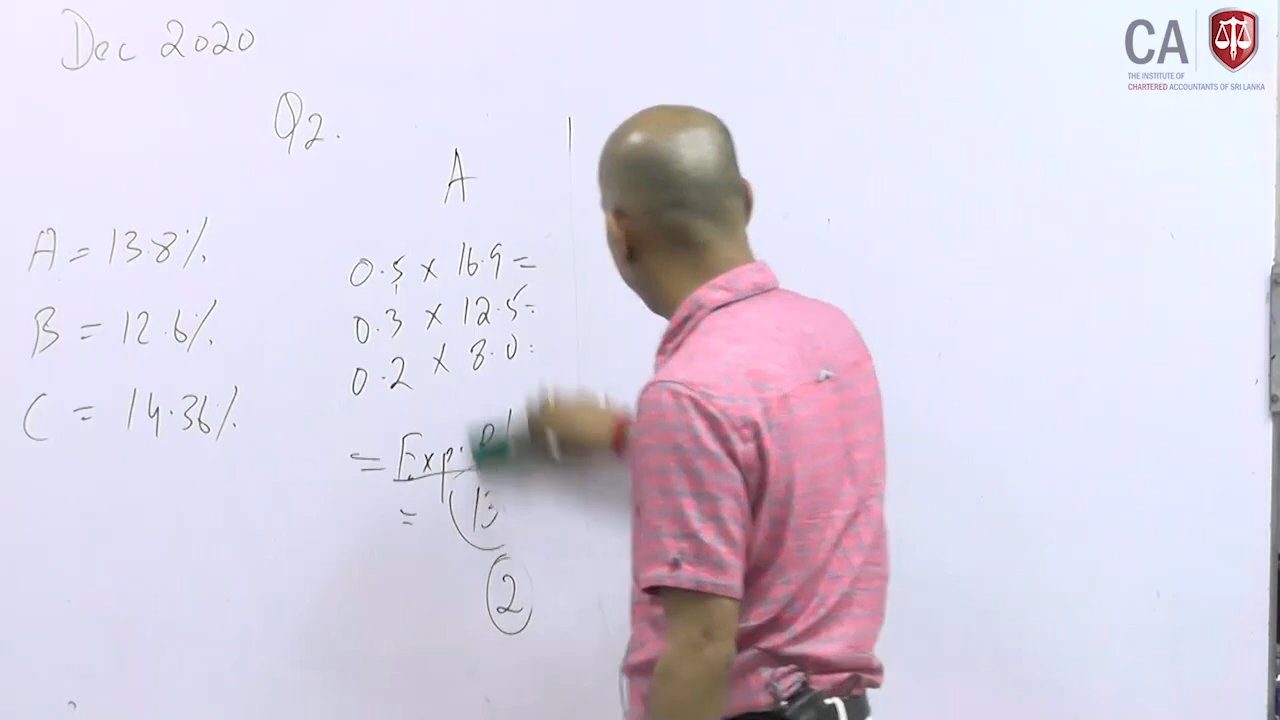 Dec 2020
CA
THE INSTITUTE OF
CHARTERED ACCOUNTANTS OF SRI LANKA
Q2.
A
A = 13.8%
B = 12.6%
C = 14.36%
0.5 × 16.9 =
0.3 × 12.5 =
0.2 × 8.0 :
= Exp.
= (13
2